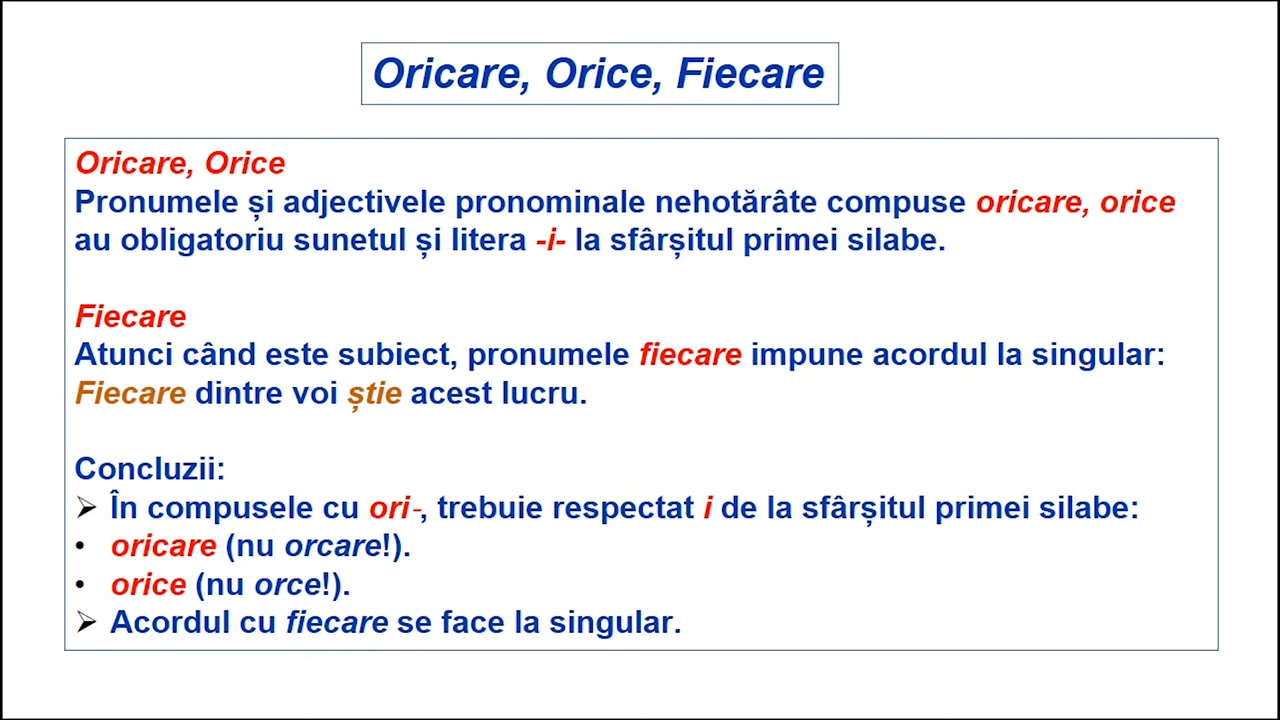 Oricare, Orice, Fiecare
Oricare, Orice
Pronumele și adjectivele pronominale nehotărâte compuse oricare, orice
au obligatoriu sunetul și litera -i- la sfârșitul primei silabe.
Fiecare
Atunci când este subiect, pronumele fiecare impune acordul la singular:
Fiecare dintre voi știe acest lucru.
Concluzii:
➢ În compusele cu ori-, trebuie respectat i de la sfârșitul primei silabe:
• oricare (nu orcare!).
• orice (nu orce!).
➢ Acordul cu fiecare se face la singular.